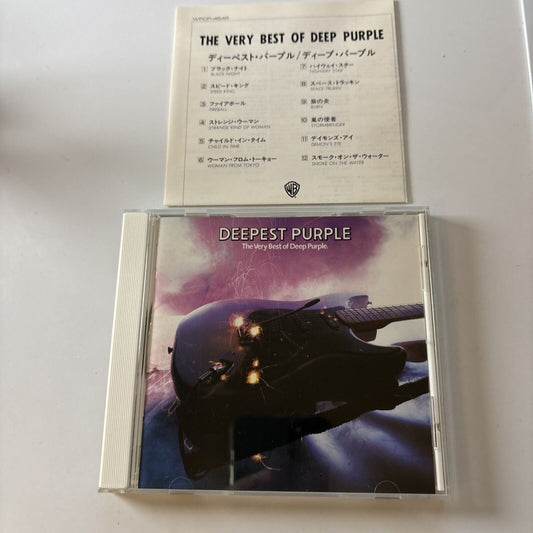 WPCP-4548
THE VERY BEST OF DEEP PURPLE
ディーペスト・パープル/ディープ・パープル
1 ブラック・ナイト
BLACK NIGHT
2 スピード・キング
SPEED KING
3 ファイアボール
FIREBALL
4 ストレンジ・ウーマン
STRANGE KIND OF WOMAN
5 チャイルド・イン・タイム
CHILD IN TIME
6 ウーマン・フロム・トーキョー
WOMAN FROM TOKYO
7 ハイウェイ・スター
HIGHWAY STAR
8 スペース・トラッキン
SPACE TRUCKIN'
9 紫の炎
BURN
10 嵐の使者
STORMBRINGER
11 デイモンズ・アイ
DEMON'S EYE
12 スモーク・オン・ザ・ウォーター
SMOKE ON THE WATER
WB
DEEPEST PURPLE
The Very Best of Deep Purple.